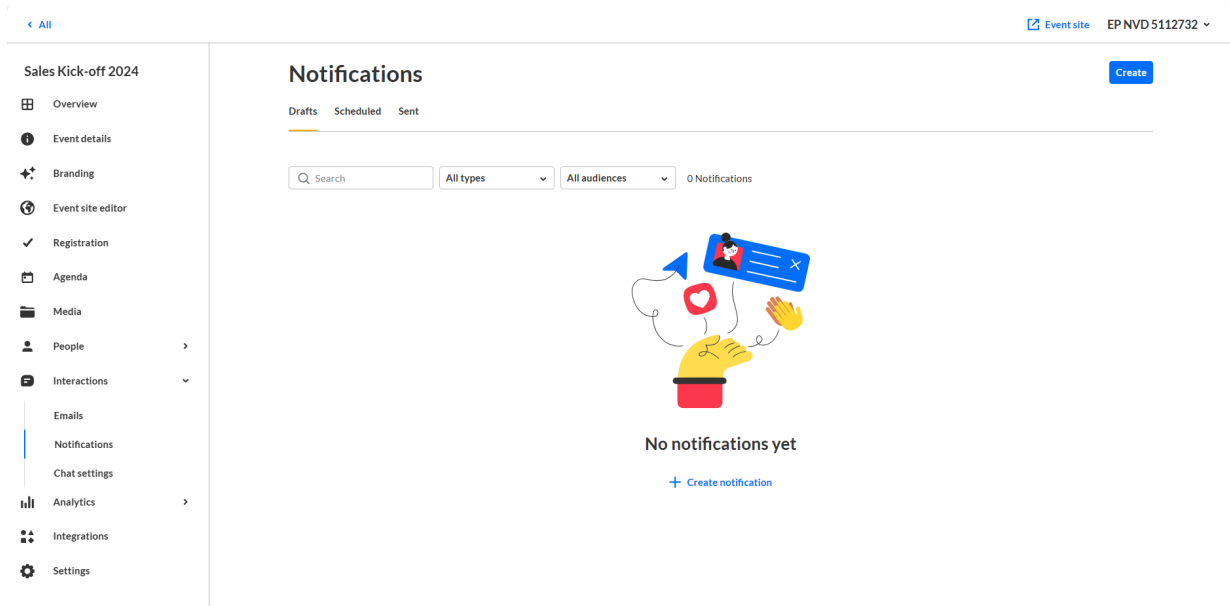 All
Event site
EP NVD 5112732
Sales Kick-off 2024
Overview
Event details
Branding
Event site editor
Registration
Agenda
Media
People
Interactions
Emails
Notifications
Chat settings
Analytics
Integrations
Settings
Notifications
Create
Drafts Scheduled Sent
Search All types All audiences 0 Notifications
No notifications yet
Create notification